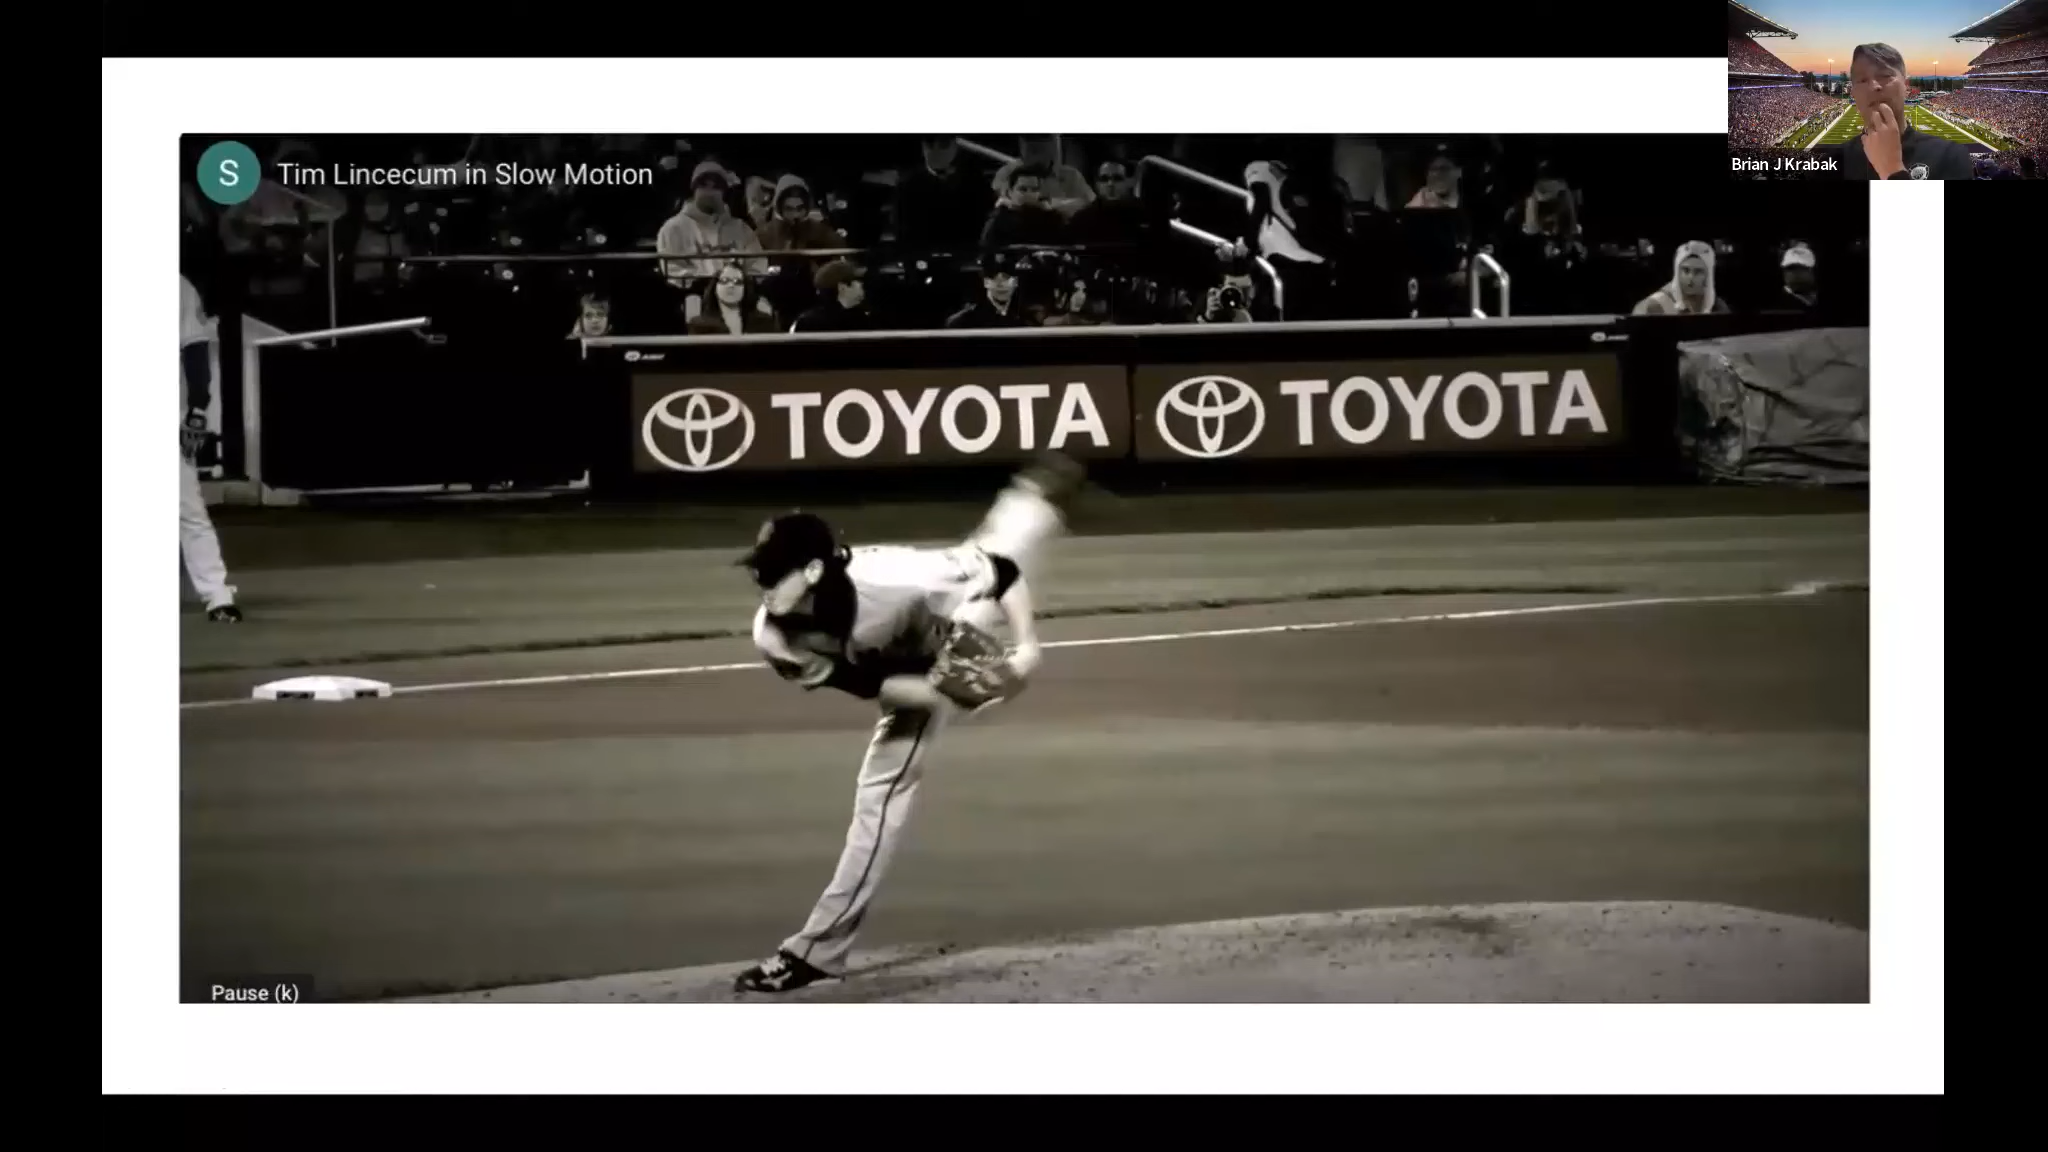 Brian J Krabak
S
Tim Lincecum in Slow Motion
TOYOTA TOYOTA
Pause (k)